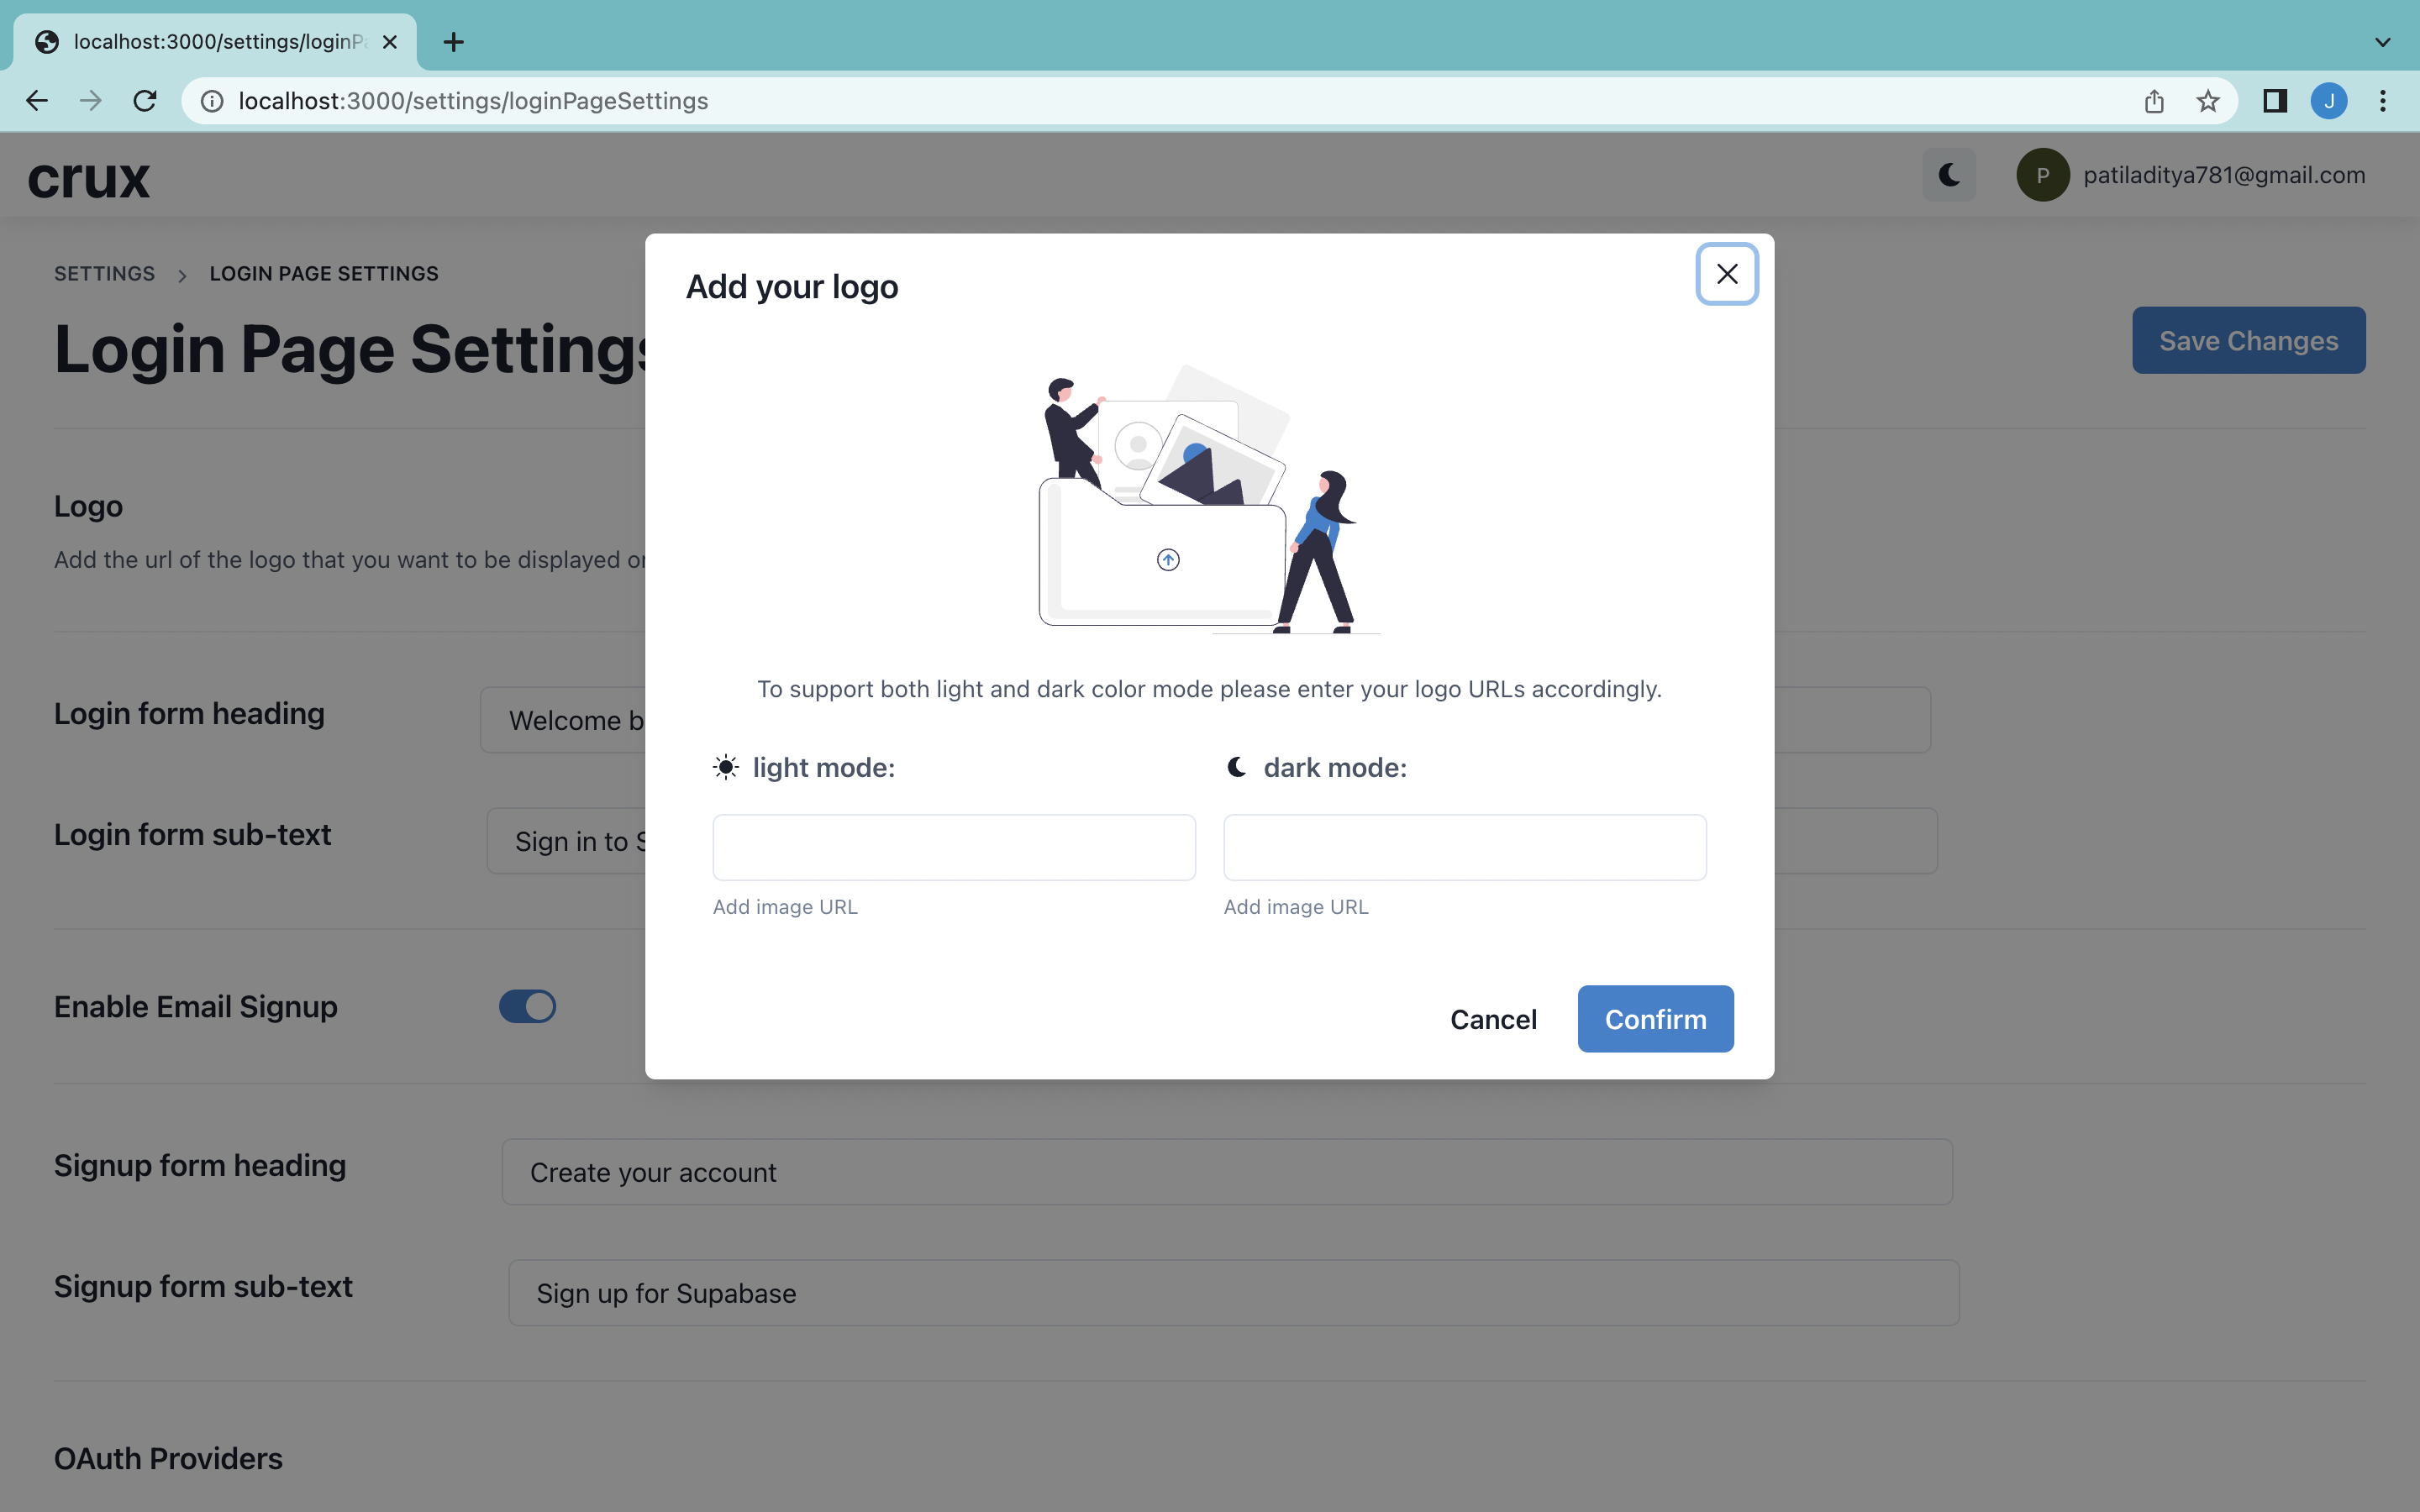 localhost:3000/settings/loginP
localhost:3000/settings/loginPageSettings
J
crux
P
patiladitya781@gmail.com
SETTINGS
LOGIN PAGE SETTINGS
Login Page Settings
Save Changes
Logo
Add the url of the logo that you want to be displayed
Login form heading
Welcome b
Login form sub-text
Sign in to S
Enable Email Signup
Signup form heading
Create your account
Signup form sub-text
Sign up for Supabase
OAuth Providers
Add your logo
To support both light and dark color mode please enter your logo URLs accordingly.
light mode:
Add image URL
dark mode:
Add image URL
Cancel
Confirm